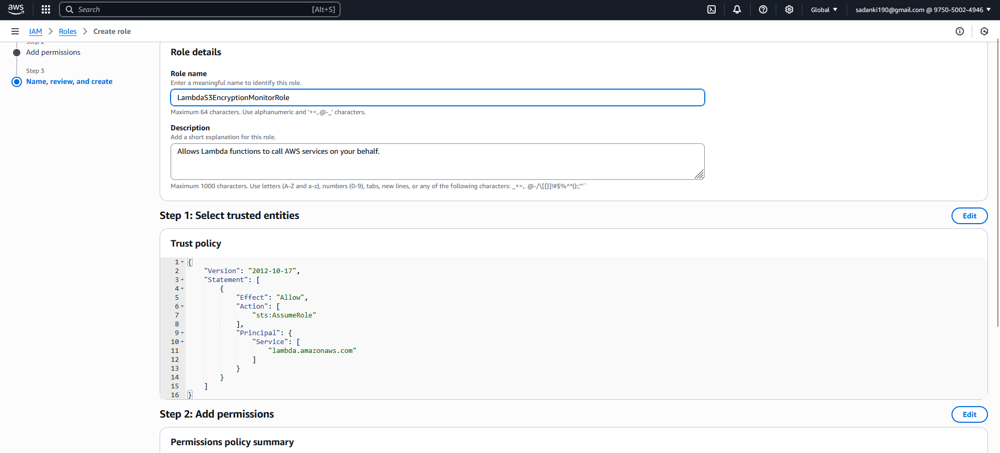 aws
Search
[Alt+S]
Global
sadanki190@gmail.com @ 9750-5002-4946
IAM
Roles
Create role
Step 2
Add permissions
Step 3
Name, review, and create
Role details
Role name
Enter a meaningful name to identify this role.
LambdaS3EncryptionMonitorRole
Maximum 64 characters. Use alphanumeric and '+=,.@-_' characters.
Description
Add a short explanation for this role.
Allows Lambda functions to call AWS services on your behalf.
Maximum 1000 characters. Use letters (A-Z and a-z), numbers (0-9), tabs, new lines, or any of the following characters: _+=,. @-/\[{}]!#$%^*();:"'`
Step 1: Select trusted entities
Edit
Trust policy
1 {
2 "Version": "2012-10-17",
3 "Statement": [
4 {
5 "Effect": "Allow",
6 "Action": [
7 "sts:AssumeRole"
8 ],
9 "Principal": {
10 "Service": [
11 "lambda.amazonaws.com"
12 ]
13 }
14 }
15 ]
16 }
Step 2: Add permissions
Edit
Permissions policy summary